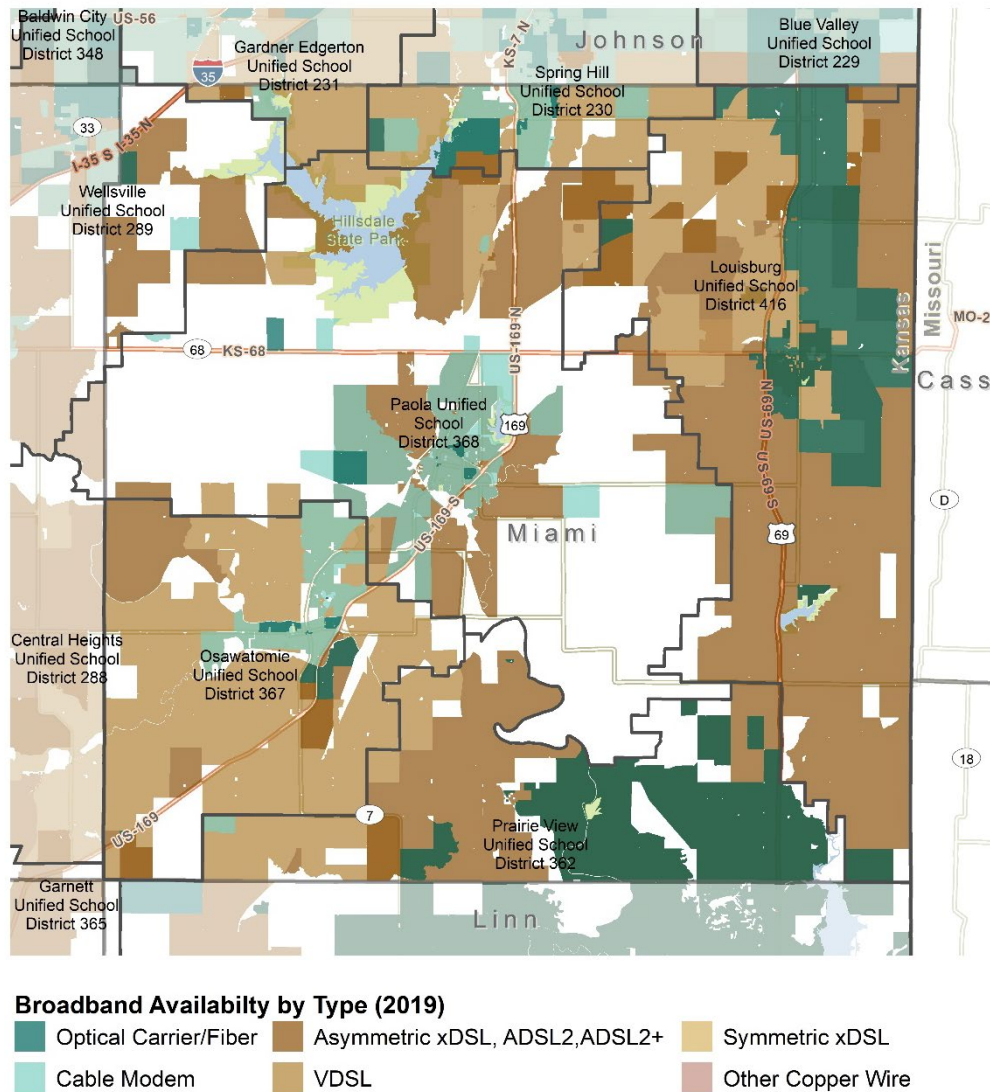 Baldwin City
Unified School
District 348
US-56
Gardner Edgerton
Unified School
District 231
35
KS-7 N
Johnson
Spring Hill
Unified School
District 230
Blue Valley
Unified School
District 229
33
I-35 S I-35 N
Wellsville
Unified School
District 289
Hillsdale
State Park
US-169 N
Louisburg
Unified School
District 416
Kansas
Missouri
MO-2
68
KS-68
Cass
Paola Unified
School
District 368
169
US-69 N
US-69 S
US-169 S
Miami
D
69
Central Heights
Unified School
District 288
Osawatomie
Unified School
District 367
18
7
US-169
Prairie View
Unified School
District 362
Garnett
Unified School
District 365
Linn
Broadband Availabilty by Type (2019)
Optical Carrier/Fiber
Asymmetric xDSL, ADSL2,ADSL2+
Symmetric xDSL
Cable Modem
VDSL
Other Copper Wire